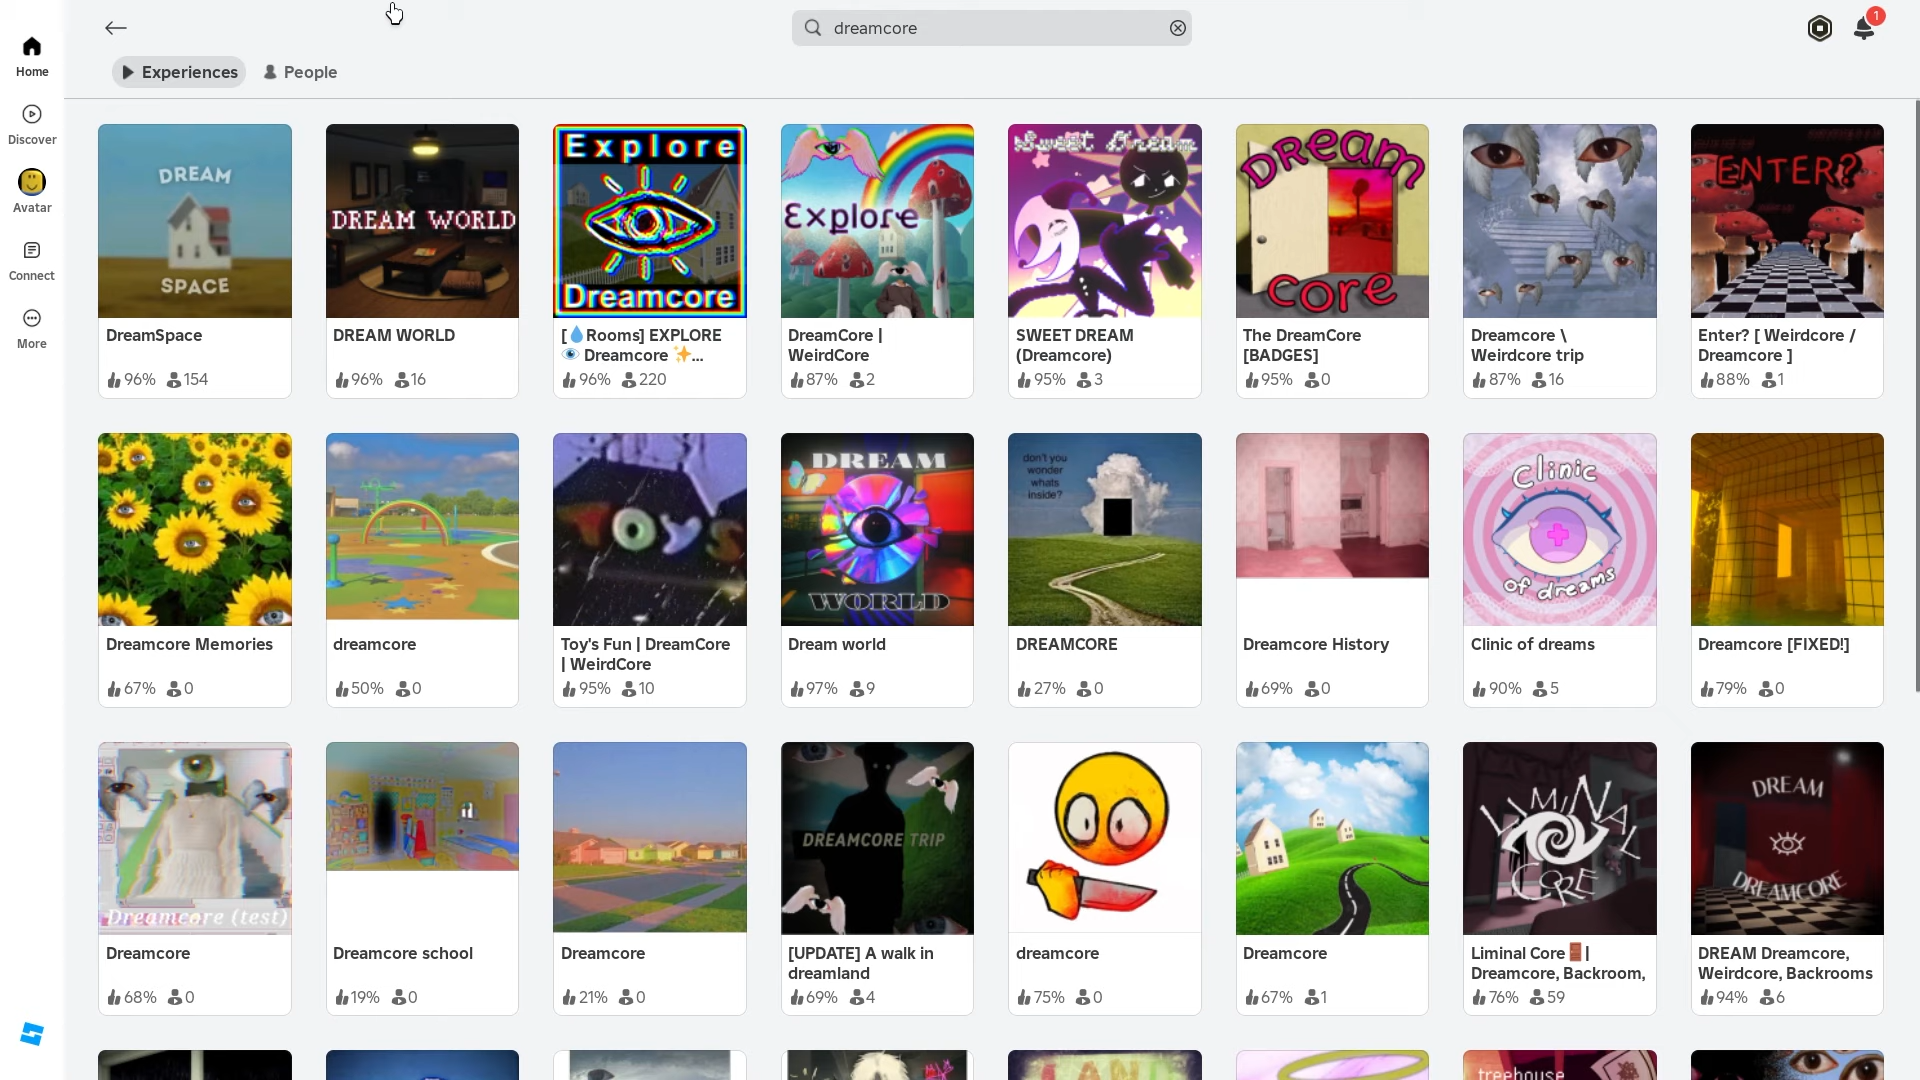 dreamcore
1
Home
Discover
Avatar
Connect
More
Experiences
People
DREAM
SPACE
DreamSpace
96% 154
DREAM WORLD
DREAM WORLD
96% 16
Explore
Dreamcore
[💧Rooms] EXPLORE
👁️ Dreamcore ✨...
96% 220
Explore
DreamCore |
WeirdCore
87% 2
Sweet Dream
SWEET DREAM
(Dreamcore)
95% 3
Dream
Core
The DreamCore
[BADGES]
95% 0
Dreamcore \
Weirdcore trip
87% 16
ENTER?
Enter? [ Weirdcore /
Dreamcore ]
88% 1
Dreamcore Memories
67% 0
dreamcore
50% 0
Toys
Toy's Fun | DreamCore
| WeirdCore
95% 10
DREAM
WORLD
Dream world
97% 9
don't you
wonder
whats
inside?
DREAMCORE
27% 0
Dreamcore History
69% 0
Clinic
of dreams
Clinic of dreams
90% 5
Dreamcore [FIXED!]
79% 0
Dreamcore (test)
Dreamcore
68% 0
Dreamcore school
19% 0
Dreamcore
21% 0
DREAMCORE TRIP
[UPDATE] A walk in
dreamland
69% 4
dreamcore
75% 0
Dreamcore
67% 1
LIMINAL
CORE
Liminal Core🚪|
Dreamcore, Backroom,
76% 59
DREAM
DREAMCORE
DREAM Dreamcore,
Weirdcore, Backrooms
94% 6
treehouse